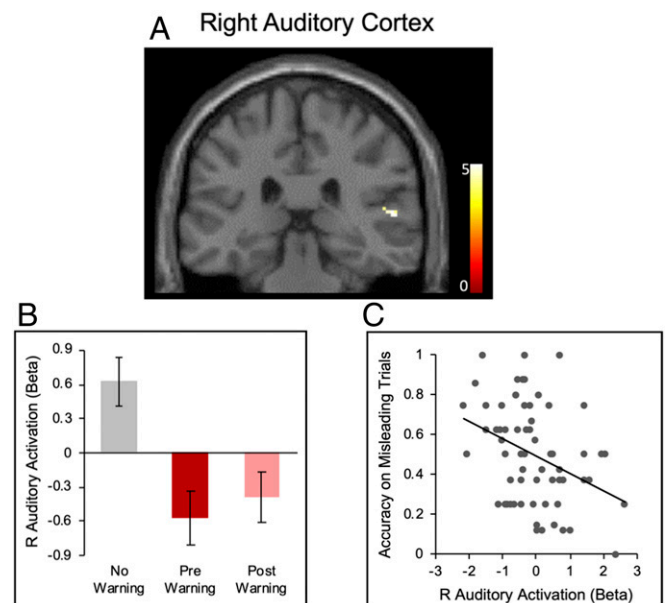 A
Right Auditory Cortex
5
0
B
R Auditory Activation (Beta)
0.9
0.6
0.3
0
-0.3
-0.6
-0.9
No Warning
Pre Warning
Post Warning
C
Accuracy on Misleading Trials
1
0.8
0.6
0.4
0.2
0
-3 -2 -1 0 1 2 3
R Auditory Activation (Beta)